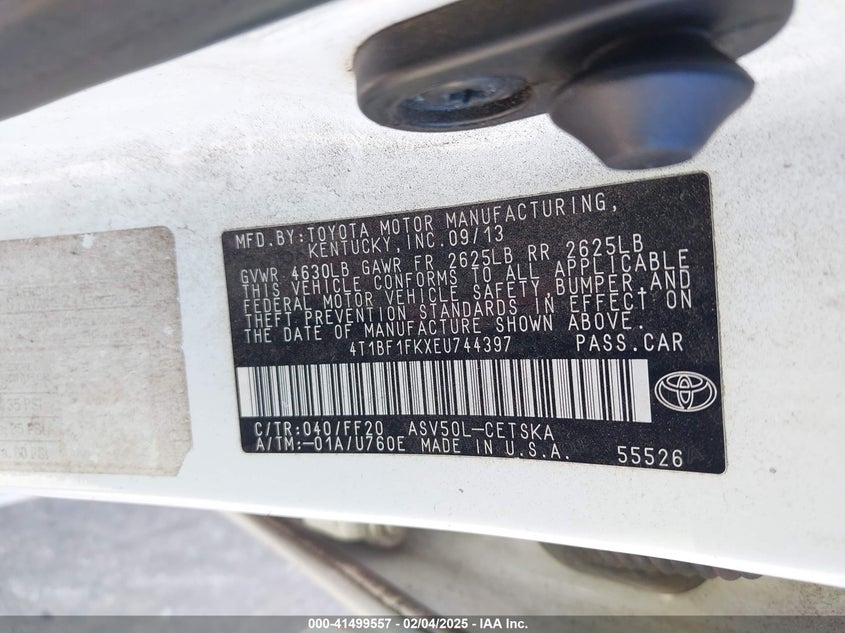 MFD.BY:TOYOTA MOTOR MANUFACTURING,
KENTUCKY,INC.09/13
GVWR 4630LB GAWR FR 2625LB RR 2625LB
THIS VEHICLE CONFORMS TO ALL APPLICABLE
FEDERAL MOTOR VEHICLE SAFETY, BUMPER,AND
THEFT PREVENTION STANDARDS IN EFFECT ON
THE DATE OF MANUFACTURE SHOWN ABOVE.
4T1BF1FKXEU744397 PASS.CAR
C/TR:040/FF20 ASV50L-CETSKA
A/TM:-01A/U760E MADE IN U.S.A. 55526
000-41499557 - 02/04/2025 - IAA Inc.